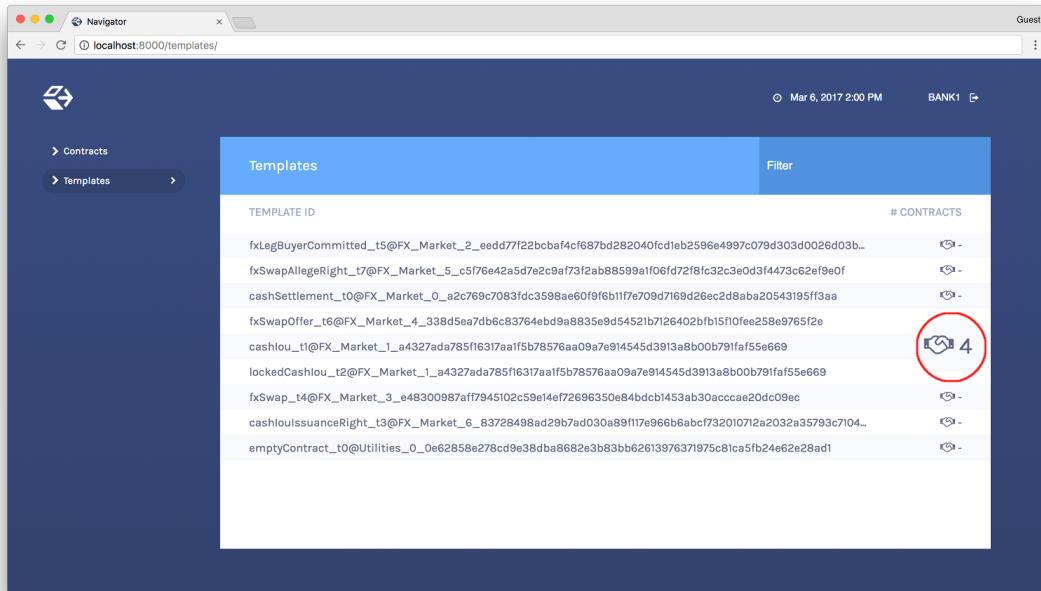 Navigator
Guest
localhost:8000/templates/
Mar 6, 2017 2:00 PM BANK1
Contracts
Templates
Templates Filter
TEMPLATE ID # CONTRACTS
fxLegBuyerCommitted_t5@FX_Market_2_eedd77f22bcbaf4cf687bd282040fcd1eb2596e4997c079d303d0026d03b... -
fxSwapAllegeRight_t7@FX_Market_5_c5f76e42a5d7e2c9af73f2ab88599a1f06fd72f8fc32c3e0d3f4473c62ef9e0f -
cashSettlement_t0@FX_Market_0_a2c769c7083fdc3598ae60f9f6b11f7e709d7169d26ec2d8aba20543195ff3aa -
fxSwapOffer_t6@FX_Market_4_338d5ea7db6c83764ebd9a8835e9d54521b7126402bfb15f10fee258e9765f2e
cashIou_t1@FX_Market_1_a4327ada785f16317aa1f5b78576aa09a7e914545d3913a8b00b791faf55e669 4
lockedCashIou_t2@FX_Market_1_a4327ada785f16317aa1f5b78576aa09a7e914545d3913a8b00b791faf55e669
fxSwap_t4@FX_Market_3_e48300987aff7945102c59e14ef72696350e84bdcb1453ab30acccae20dc09ec -
cashIouIssuanceRight_t3@FX_Market_6_83728498ad29b7ad030a89f117e966b6abcf732010712a2032a35793c7104... -
emptyContract_t0@Utilities_0_0e62858e278cd9e38dba8682e3b83bb62613976371975c81ca5fb24e62e28ad1 -